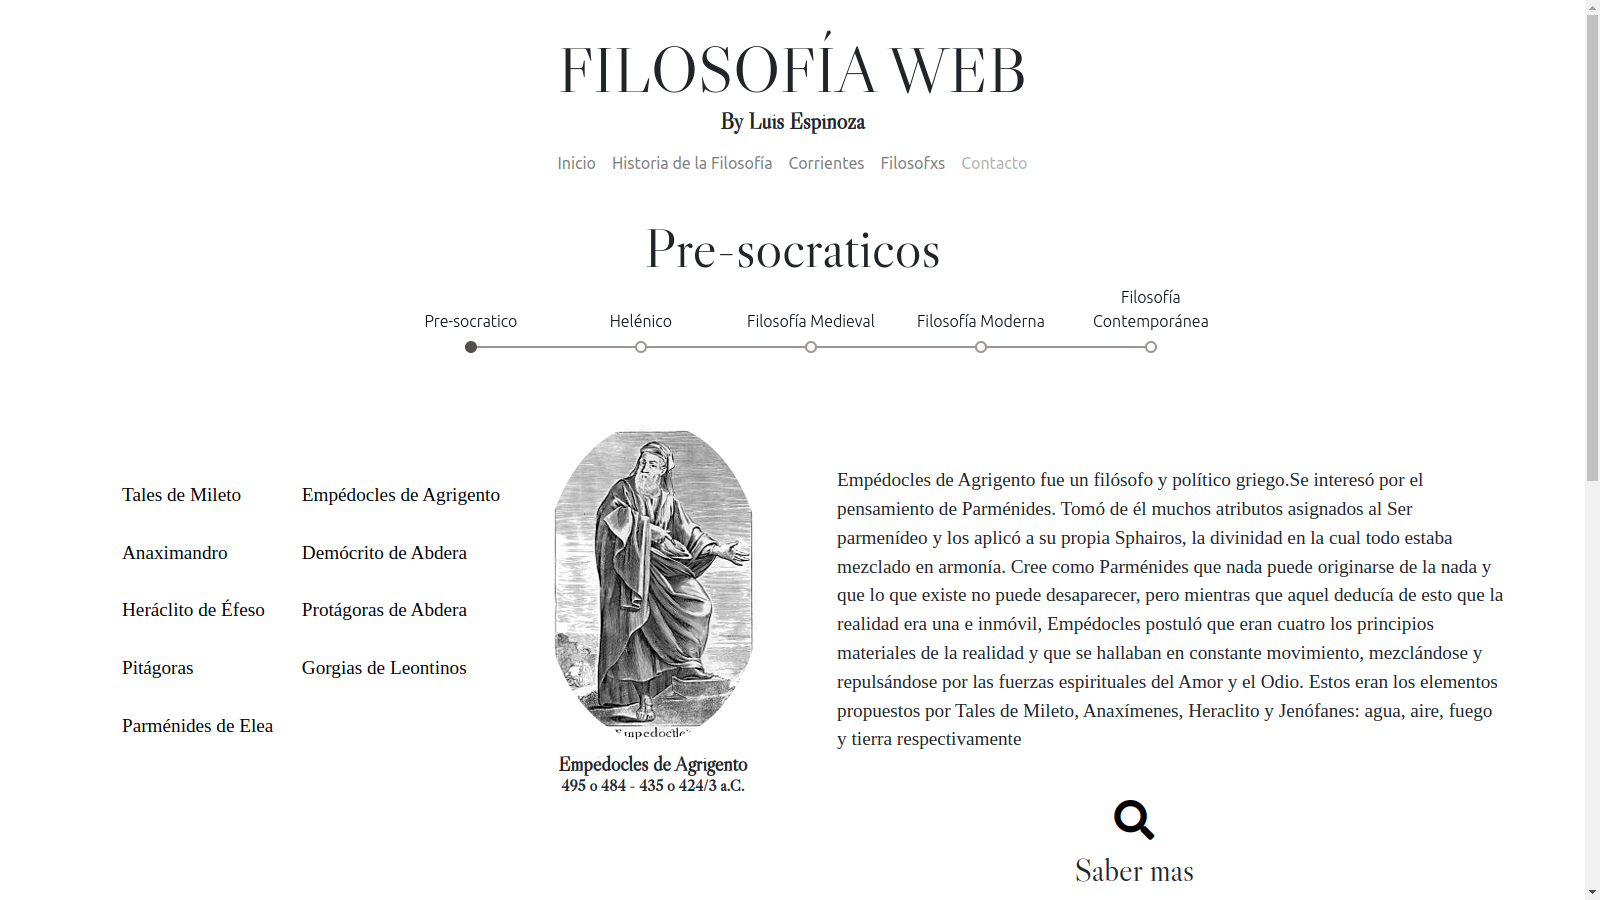 FILOSOFÍA WEB
By Luis Espinoza
Inicio Historia de la Filosofía Corrientes Filosofxs Contacto
Pre-socraticos
Pre-socratico
Helénico
Filosofía Medieval
Filosofía Moderna
Filosofía
Contemporánea
Tales de Mileto
Anaximandro
Heráclito de Éfeso
Pitágoras
Parménides de Elea
Empédocles de Agrigento
Demócrito de Abdera
Protágoras de Abdera
Gorgias de Leontinos
Empedocles de Agrigento
495 o 484 - 435 o 424/3 a.C.
Empédocles de Agrigento fue un filósofo y político griego.Se interesó por el
pensamiento de Parménides. Tomó de él muchos atributos asignados al Ser
parmenídeo y los aplicó a su propia Sphairos, la divinidad en la cual todo estaba
mezclado en armonía. Cree como Parménides que nada puede originarse de la nada y
que lo que existe no puede desaparecer, pero mientras que aquel deducía de esto que la
realidad era una e inmóvil, Empédocles postuló que eran cuatro los principios
materiales de la realidad y que se hallaban en constante movimiento, mezclándose y
repulsándose por las fuerzas espirituales del Amor y el Odio. Estos eran los elementos
propuestos por Tales de Mileto, Anaxímenes, Heraclito y Jenófanes: agua, aire, fuego
y tierra respectivamente
Saber mas